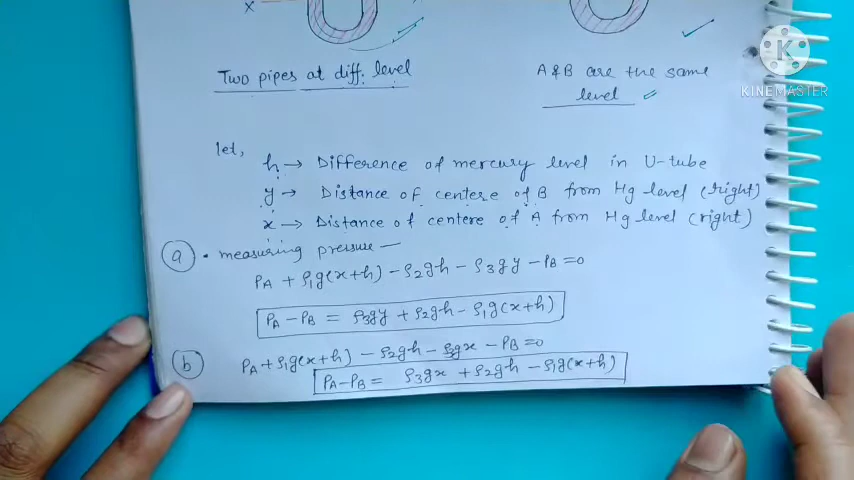 x
Two pipes at diff. level
A & B are the same
level
K
KINEMASTER
let,
h → Difference of mercury level in U-tube
y → Distance of centere of B from Hg level (right)
x → Distance of centere of A from Hg level (right)
(a) • measuring pressure —
PA + ρ1g(x+h) - ρ2gh - ρ3gy - PB = 0
PA - PB = ρ3gy + ρ2gh - ρ1g(x+h)
(b) PA + ρ1g(x+h) - ρ2gh - ρ3gx - PB = 0
PA - PB = ρ3gx + ρ2gh - ρ1g(x+h)